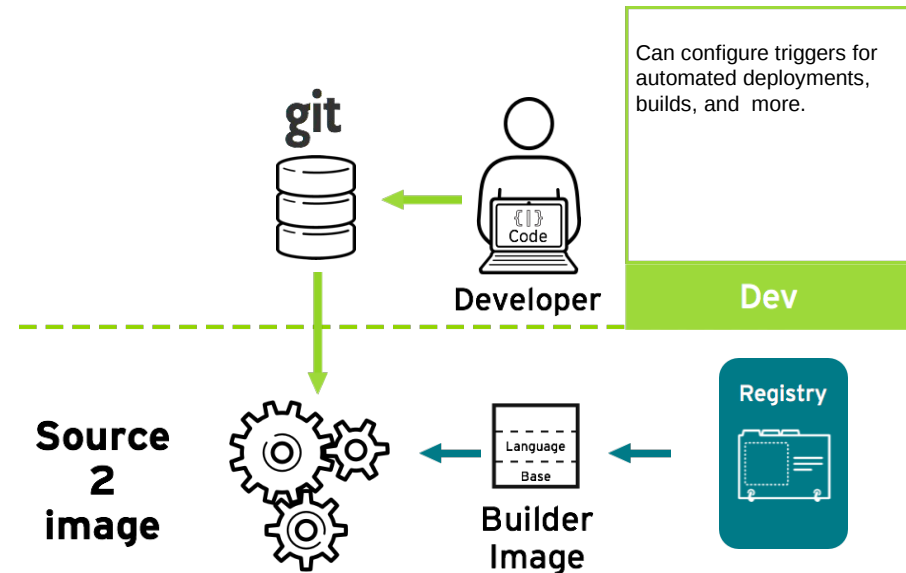 Can configure triggers for
automated deployments,
builds, and  more.
git
{||}
Code
Developer
Dev
Registry
Source
2
image
Language
Base
Builder
Image